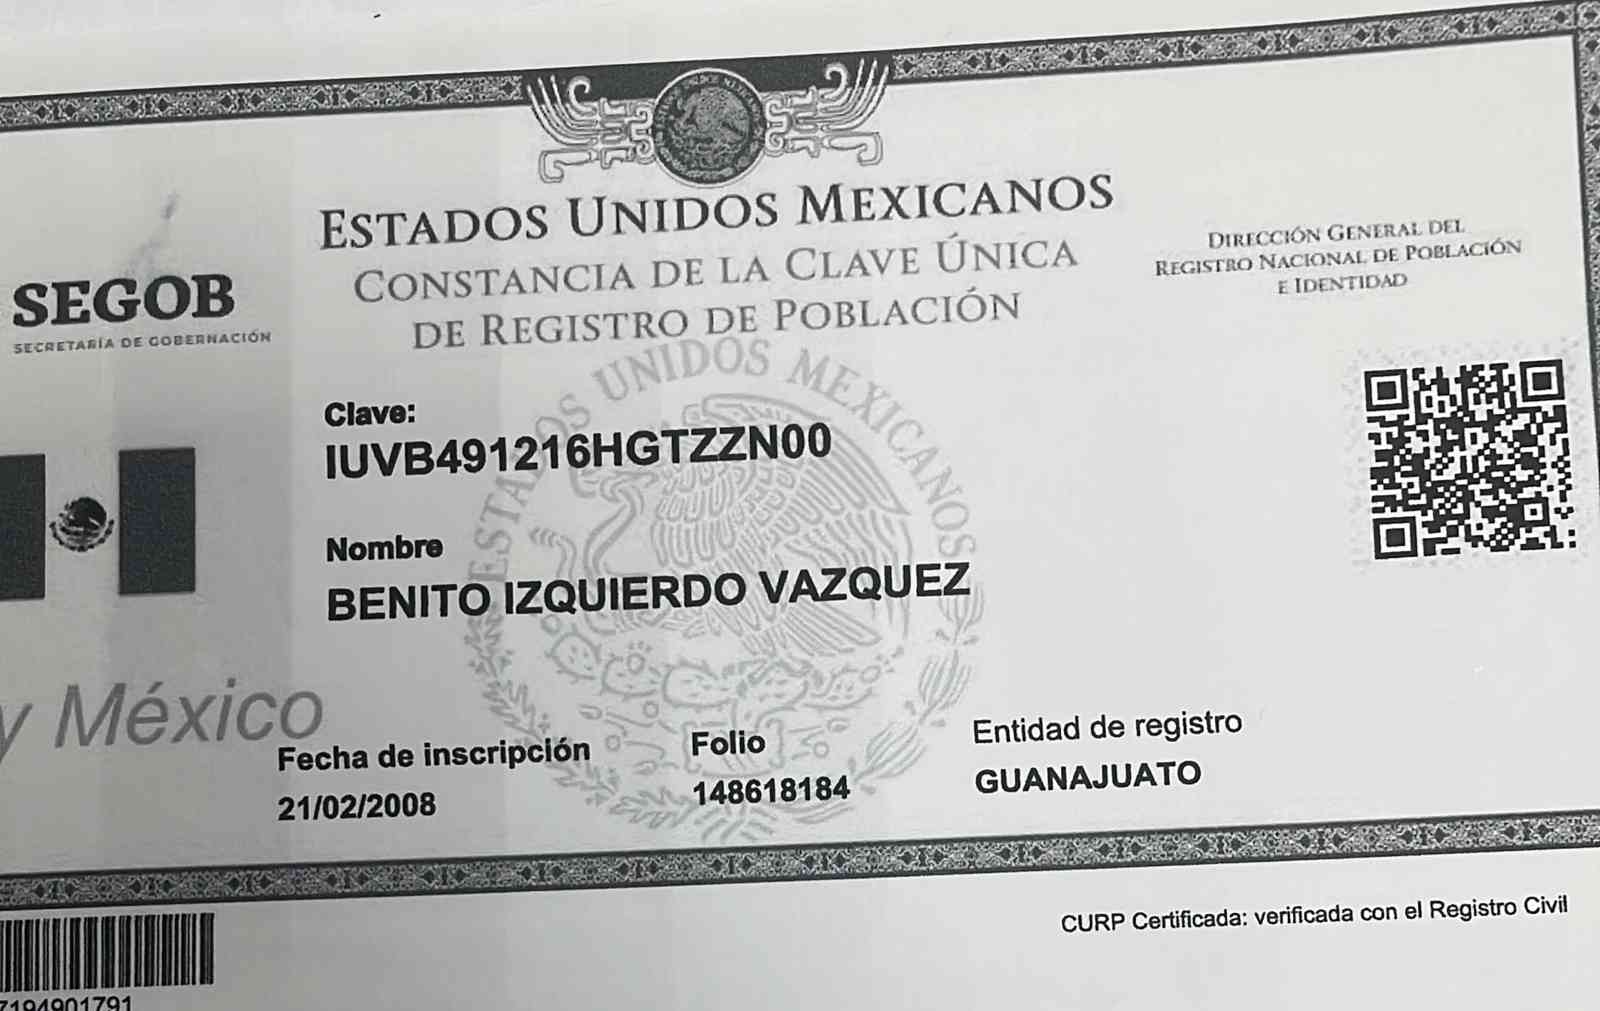 ESTADOS UNIDOS MEXICANOS
CONSTANCIA DE LA CLAVE ÚNICA
DE REGISTRO DE POBLACIÓN
DIRECCIÓN GENERAL DEL
REGISTRO NACIONAL DE POBLACIÓN
E IDENTIDAD
SEGOB
SECRETARÍA DE GOBERNACIÓN
ESTADOS UNIDOS MEXICANOS
Clave:
IUVB491216HGTZZN00
Nombre
BENITO IZQUIERDO VAZQUEZ
y México
Fecha de inscripción
21/02/2008
Folio
148618184
Entidad de registro
GUANAJUATO
CURP Certificada: verificada con el Registro Civil
7194901791